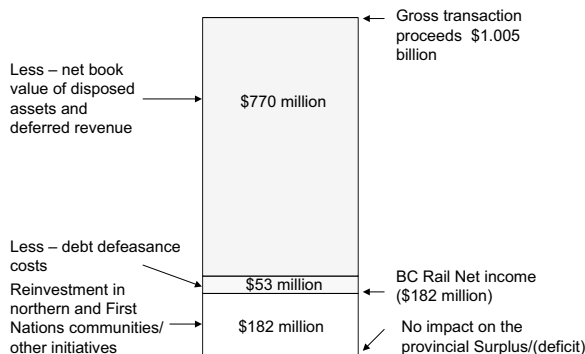 Gross transaction
proceeds  $1.005
billion
Less – net book
value of disposed
assets and
deferred revenue
$770 million
Less – debt defeasance
costs
$53 million
BC Rail Net income
($182 million)
Reinvestment in
northern and First
Nations communities/
other initiatives
$182 million
No impact on the
provincial Surplus/(deficit)